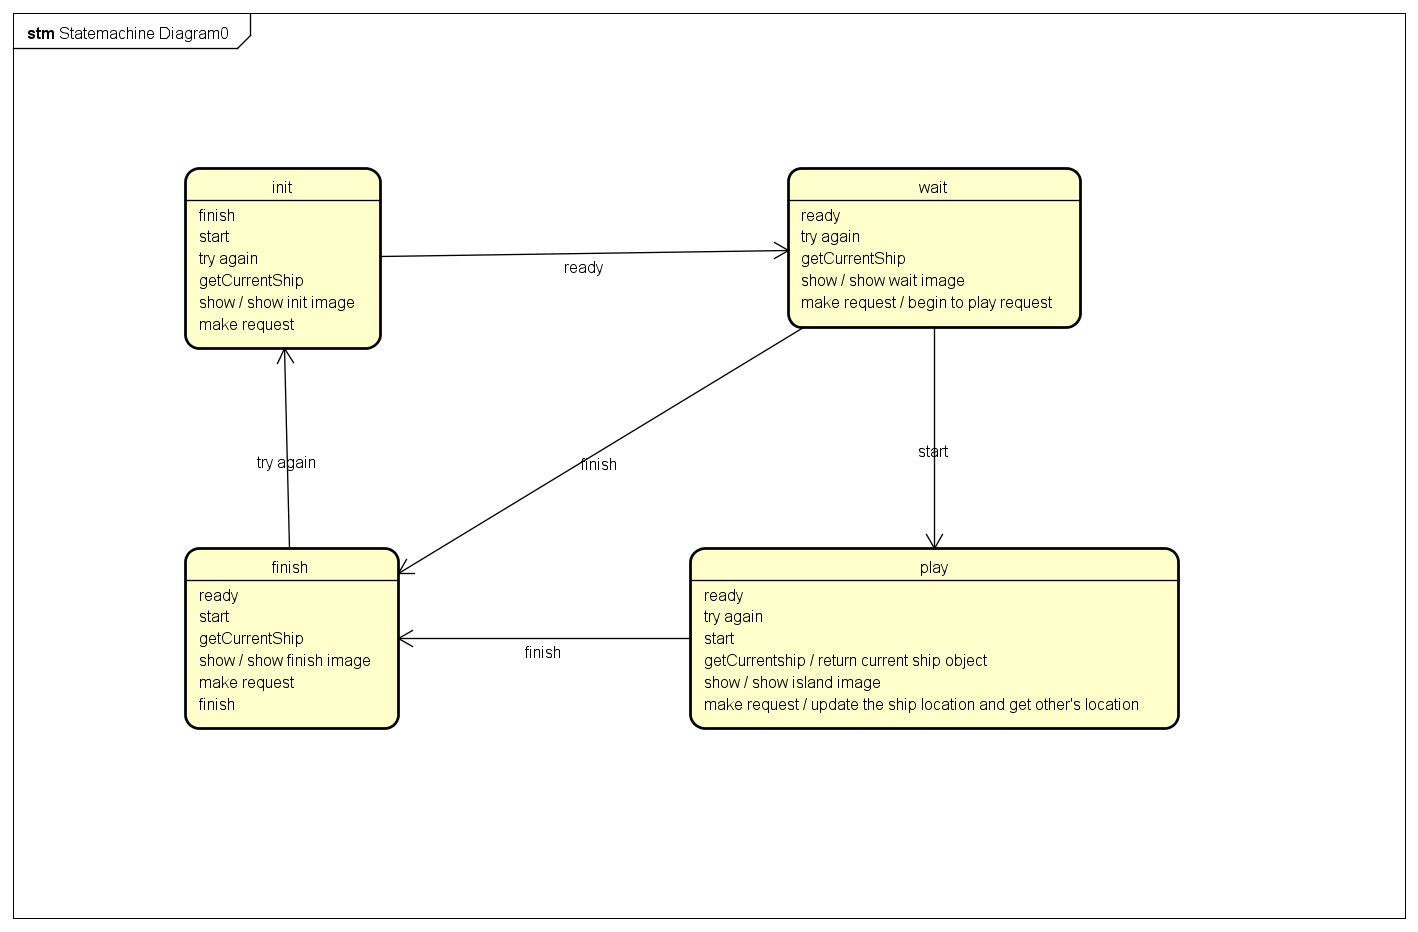 stm Statemachine Diagram0
init
finish
start
try again
getCurrentShip
show / show init image
make request
wait
ready
try again
getCurrentShip
show / show wait image
make request / begin to play request
ready
try again
finish
start
finish
ready
start
getCurrentShip
show / show finish image
make request
finish
finish
play
ready
try again
start
getCurrentship / return current ship object
show / show island image
make request / update the ship location and get other's location